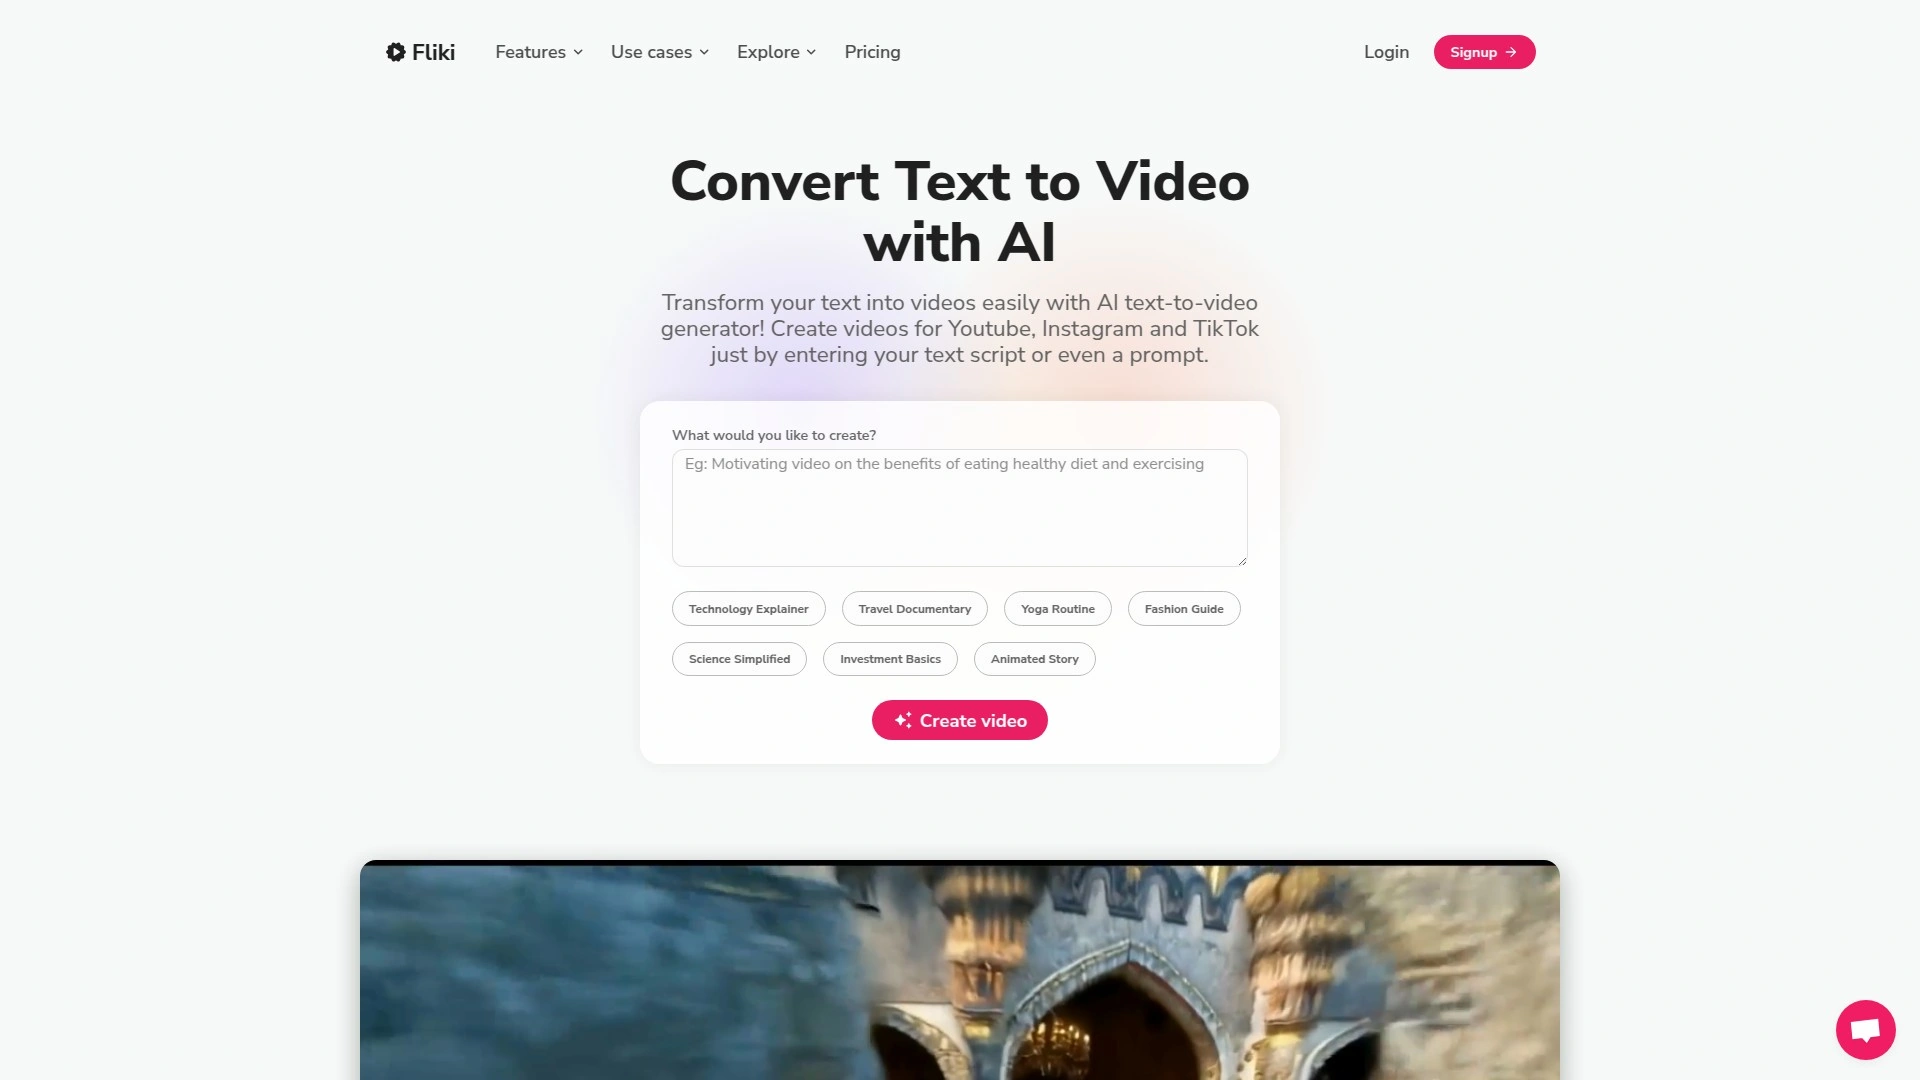 Fliki
Features
Use cases
Explore
Pricing
Login
Signup
Convert Text to Video
with AI
Transform your text into videos easily with AI text-to-video
generator! Create videos for Youtube, Instagram and TikTok
just by entering your text script or even a prompt.
What would you like to create?
Eg: Motivating video on the benefits of eating healthy diet and exercising
Technology Explainer
Travel Documentary
Yoga Routine
Fashion Guide
Science Simplified
Investment Basics
Animated Story
Create video